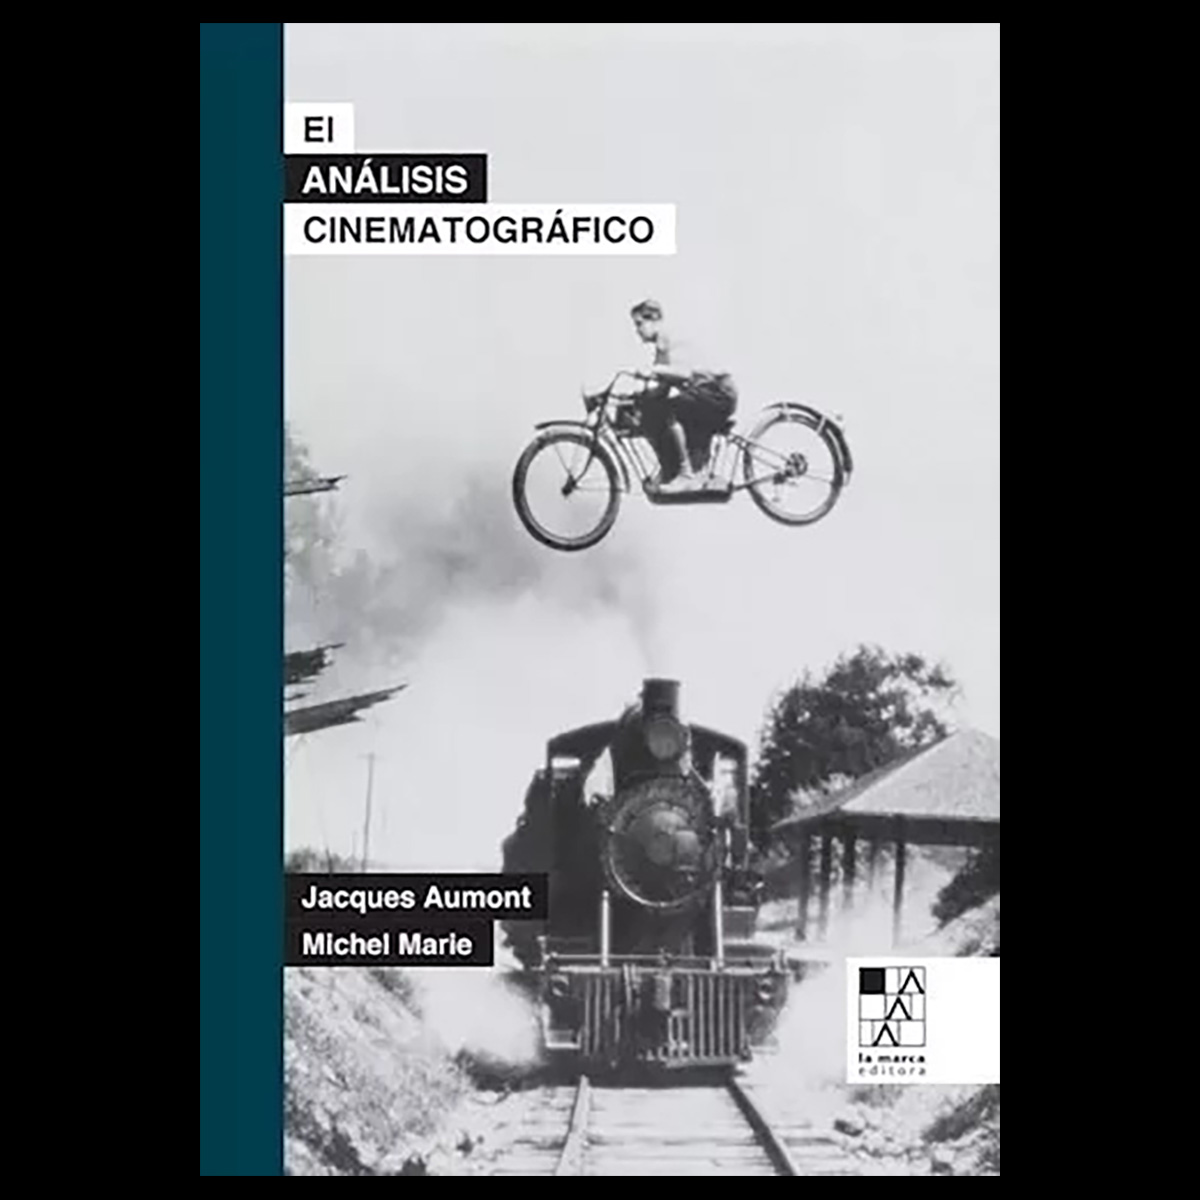 El
ANÁLISIS
CINEMATOGRÁFICO
Jacques Aumont
Michel Marie
la marca
editora